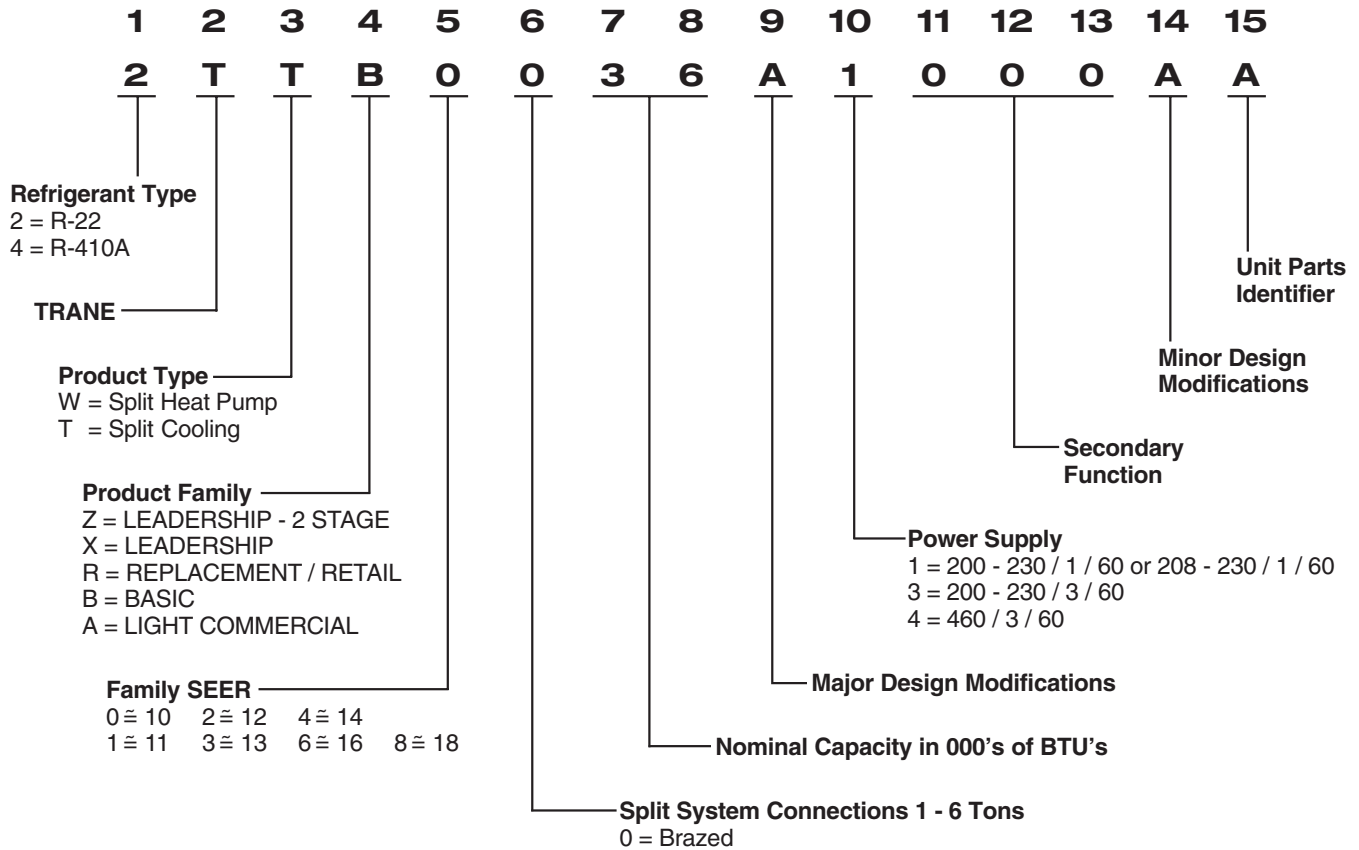 1 2 3 4 5 6 7 8 9 10 11 12 13 14 15
2 T T B 0 0 3 6 A 1 0 0 0 A A
Refrigerant Type
2 = R-22
4 = R-410A
TRANE
Product Type
W = Split Heat Pump
T = Split Cooling
Product Family
Z = LEADERSHIP - 2 STAGE
X = LEADERSHIP
R = REPLACEMENT / RETAIL
B = BASIC
A = LIGHT COMMERCIAL
Family SEER
0 ≌ 10 2 ≌ 12 4 ≌ 14
1 ≌ 11 3 ≌ 13 6 ≌ 16 8 ≌ 18
Split System Connections 1 - 6 Tons
0 = Brazed
Nominal Capacity in 000's of BTU's
Major Design Modifications
Power Supply
1 = 200 - 230 / 1 / 60 or 208 - 230 / 1 / 60
3 = 200 - 230 / 3 / 60
4 = 460 / 3 / 60
Secondary
Function
Minor Design
Modifications
Unit Parts
Identifier